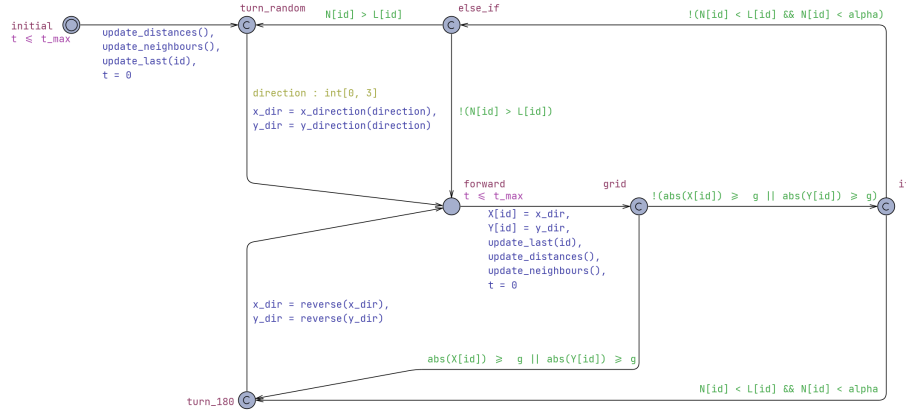 turn_random
N[id] > L[id]
else_if
!(N[id] < L[id] && N[id] < alpha)
initial
t ⩽ t_max
update_distances(),
update_neighbours(),
update_last(id),
t = 0
direction : int[0, 3]
x_dir = x_direction(direction),
y_dir = y_direction(direction)
!(N[id] > L[id])
forward
t ⩽ t_max
grid
!(abs(X[id]) ⩾ g || abs(Y[id]) ⩾ g)
X[id] = x_dir,
Y[id] = y_dir,
update_last(id),
update_distances(),
update_neighbours(),
t = 0
x_dir = reverse(x_dir),
y_dir = reverse(y_dir)
abs(X[id]) ⩾ g || abs(Y[id]) ⩾ g
N[id] < L[id] && N[id] < alpha
turn_180
C
C
C
C
C